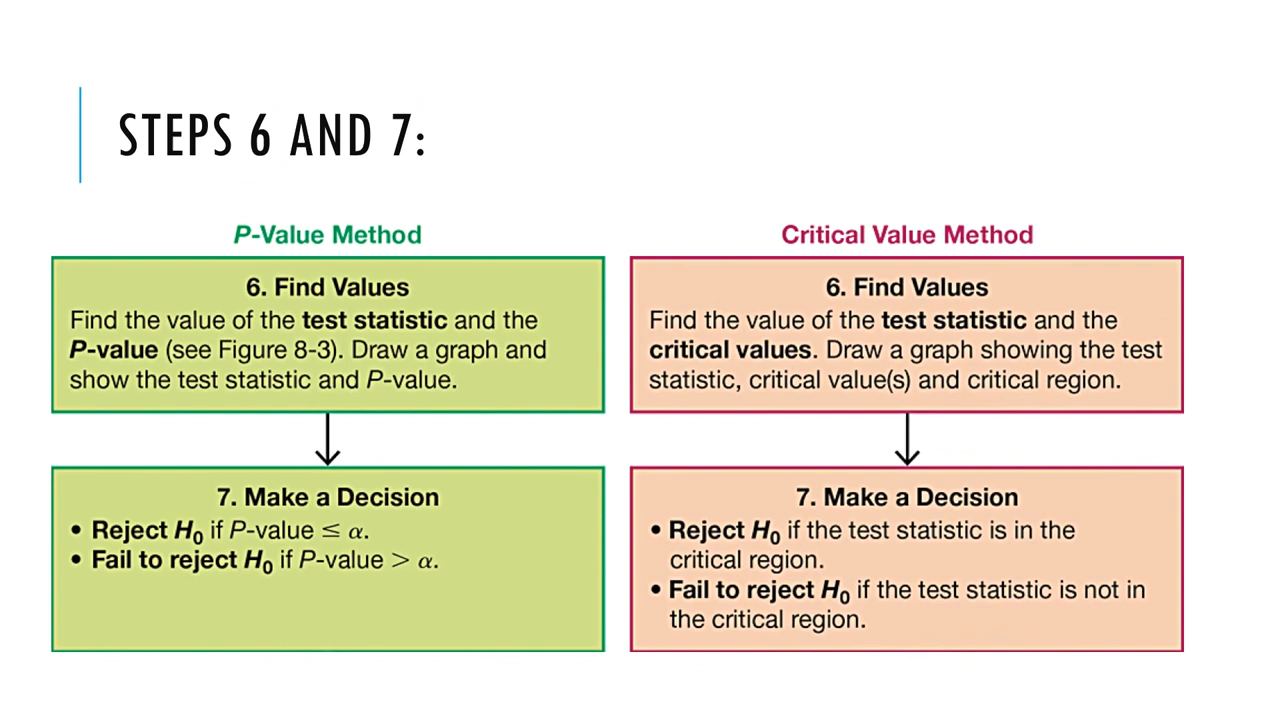 STEPS 6 AND 7:
P-Value Method
6. Find Values
Find the value of the test statistic and the
P-value (see Figure 8-3). Draw a graph and
show the test statistic and P-value.
7. Make a Decision
• Reject H0 if P-value ≤ α.
• Fail to reject H0 if P-value > α.
Critical Value Method
6. Find Values
Find the value of the test statistic and the
critical values. Draw a graph showing the test
statistic, critical value(s) and critical region.
7. Make a Decision
• Reject H0 if the test statistic is in the
critical region.
• Fail to reject H0 if the test statistic is not in
the critical region.